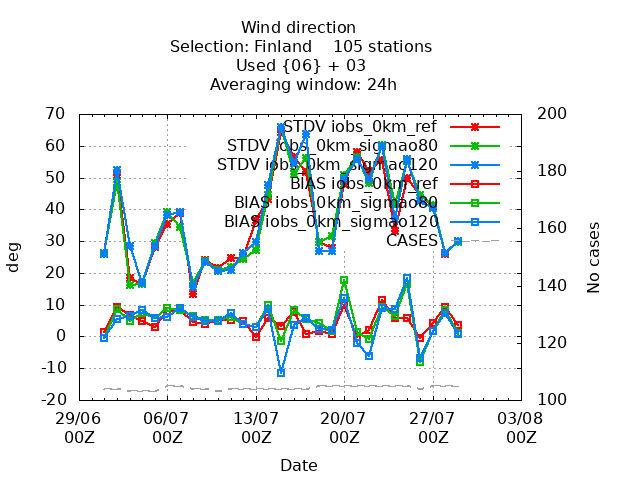 Wind direction
Selection: Finland    105 stations
Used {06} + 03
Averaging window: 24h
70
60
50
40
30
20
10
0
-10
-20
200
180
160
140
120
100
deg
No cases
STDV iobs_0km_ref
STDV iobs_0km_sigmao80
STDV iobs_0km_sigmao120
BIAS iobs_0km_ref
BIAS iobs_0km_sigmao80
BIAS iobs_0km_sigmao120
CASES
29/06 06/07 13/07 20/07 27/07 03/08
00Z 00Z 00Z 00Z 00Z 00Z
Date